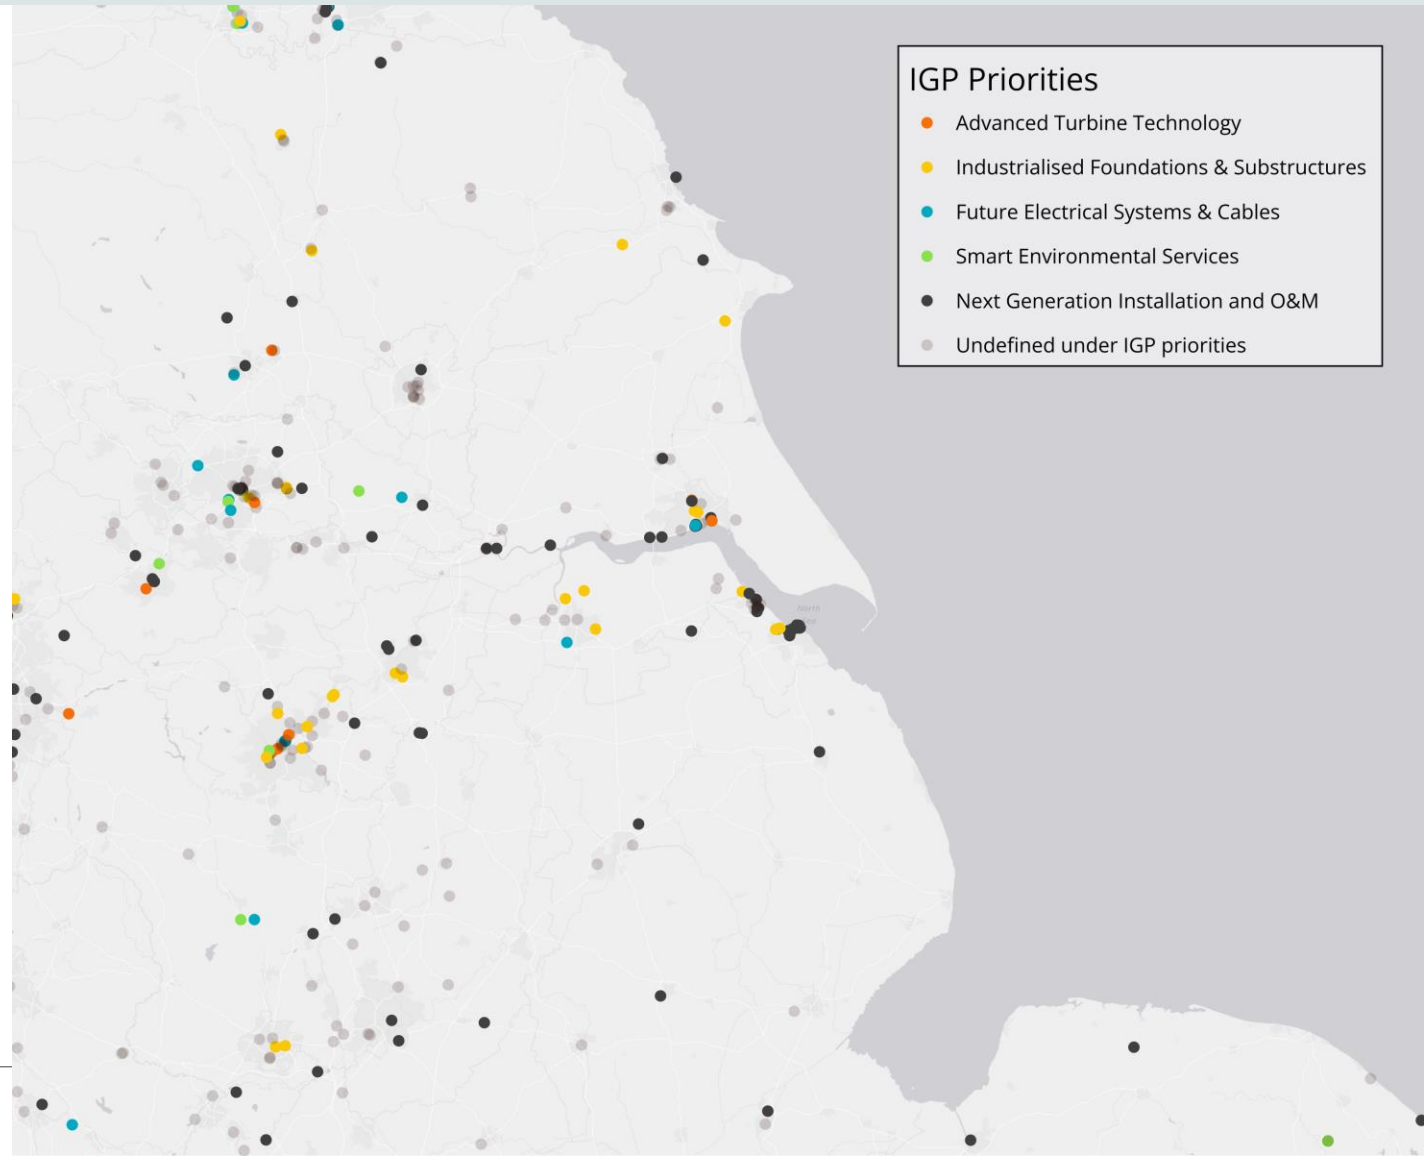 IGP Priorities
Advanced Turbine Technology
Industrialised Foundations & Substructures
Future Electrical Systems & Cables
Smart Environmental Services
Next Generation Installation and O&M
Undefined under IGP priorities
North